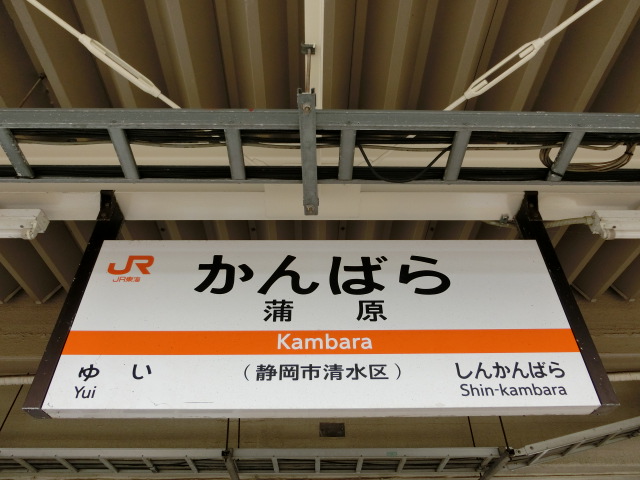 JR
JR東海
かんばら
蒲原
Kambara
ゆい
Yui
（静岡市清水区）
しんかんばら
Shin-kambara